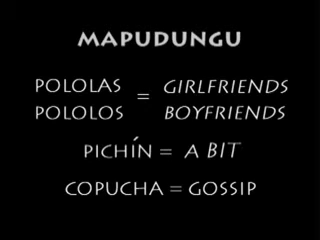 MAPUDUNGU
POLOLAS = GIRLFRIENDS
POLOLOS BOYFRIENDS
PICHÍN = A BIT
COPUCHA = GOSSIP